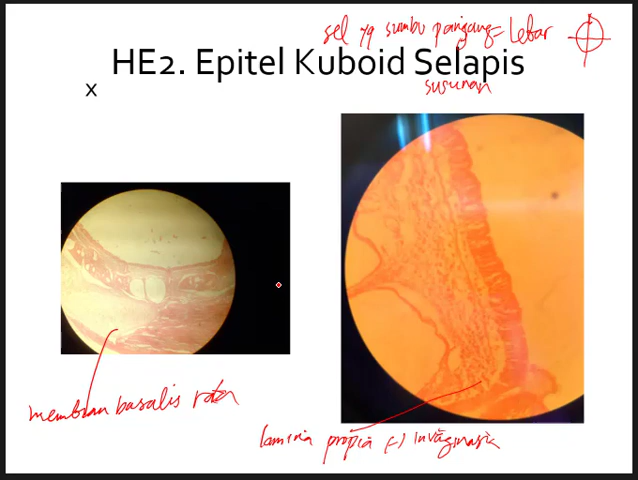 sel yg sumbu panjang = Lebar
HE2. Epitel Kuboid Selapis
susunan
x
membran basalis rata
lamina propia (-) invaginasi